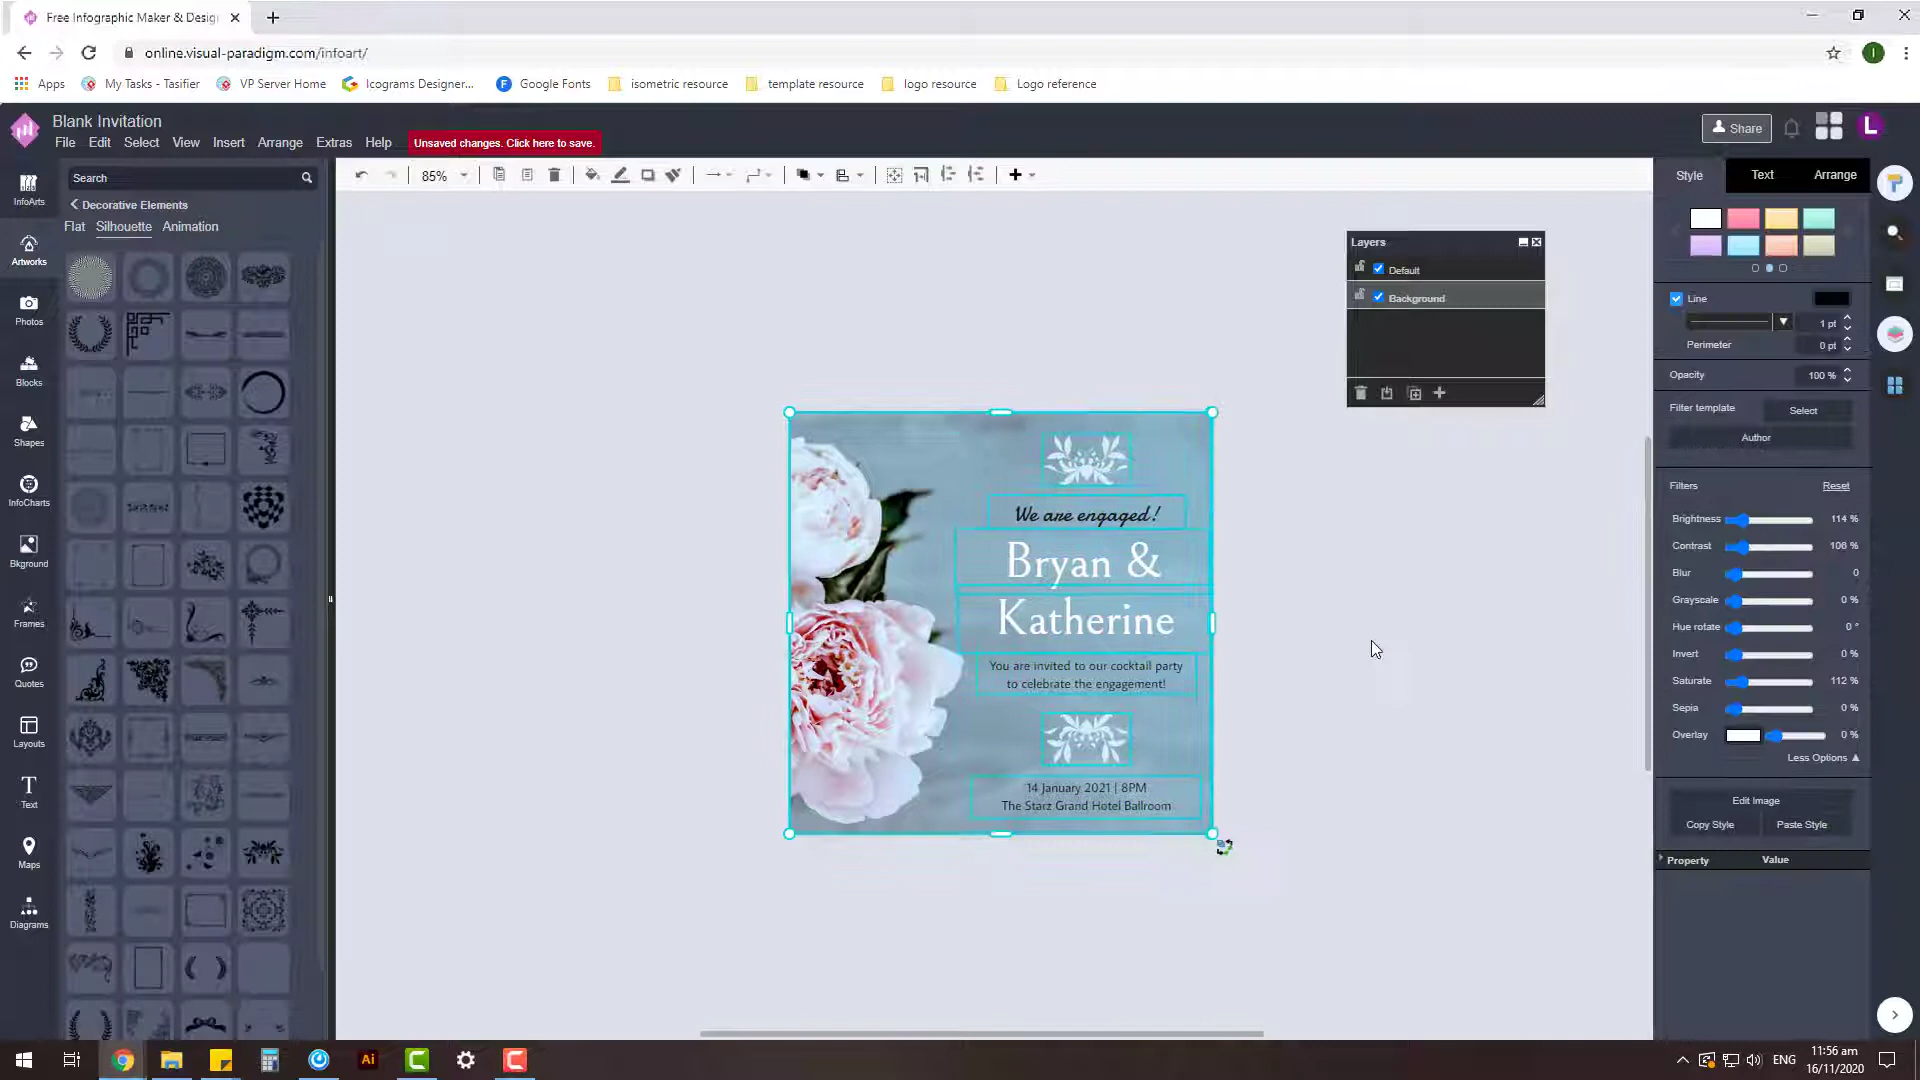 Free Infographic Maker & Desig
online.visual-paradigm.com/infoart/
I
Apps
My Tasks - Tasifier
VP Server Home
Icograms Designer...
Google Fonts
isometric resource
template resource
logo resource
Logo reference
Blank Invitation
File Edit Select View Insert Arrange Extras Help
Unsaved changes. Click here to save.
Share
L
85%
Search
Decorative Elements
Flat Silhouette Animation
InfoArts
Artworks
Photos
Blocks
Shapes
InfoCharts
Bkground
Frames
Quotes
Layouts
Text
Maps
Diagrams
Layers
Default
Background
We are engaged!
Bryan &
Katherine
You are invited to our cocktail party
to celebrate the engagement!
14 January 2021 | 8PM
The Starz Grand Hotel Ballroom
Style Text Arrange
Line
1 pt
Perimeter 0 pt
Opacity 100 %
Filter template Select
Author
Filters Reset
Brightness 114 %
Contrast 106 %
Blur 0
Grayscale 0 %
Hue rotate 0 °
Invert 0 %
Saturate 112 %
Sepia 0 %
Overlay 0 %
Less Options
Edit Image
Copy Style Paste Style
Property Value
Ai
ENG
11:56 am
16/11/2020